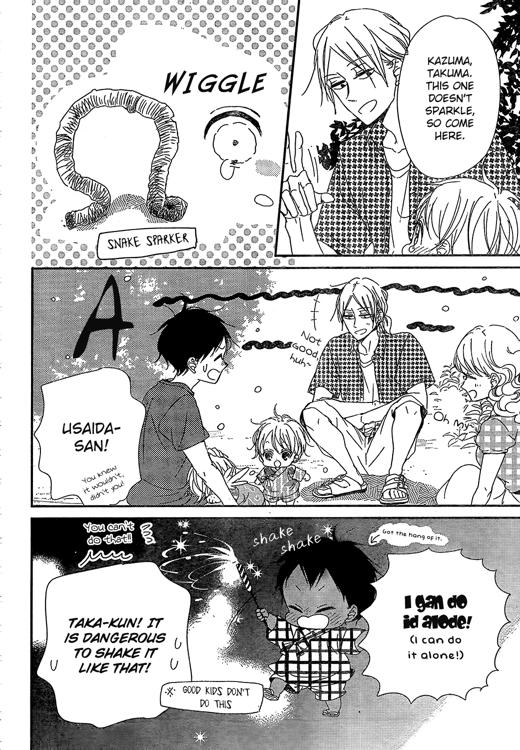 KAZUMA,
TAKUMA.
THIS ONE
DOESN'T
SPARKLE,
SO COME
HERE.
WIGGLE
SNAKE SPARKER
A
Not
good,
huh~
Oh my
USAIDA-
SAN!
You knew
it wouldn't,
didn't you!
You can't
do that!!
shake
shake
Got the hang of it.
I gan do
id alode!
(I can do
it alone!)
TAKA-KUN! IT
IS DANGEROUS
TO SHAKE IT
LIKE THAT!
※ GOOD KIDS DON'T
DO THIS